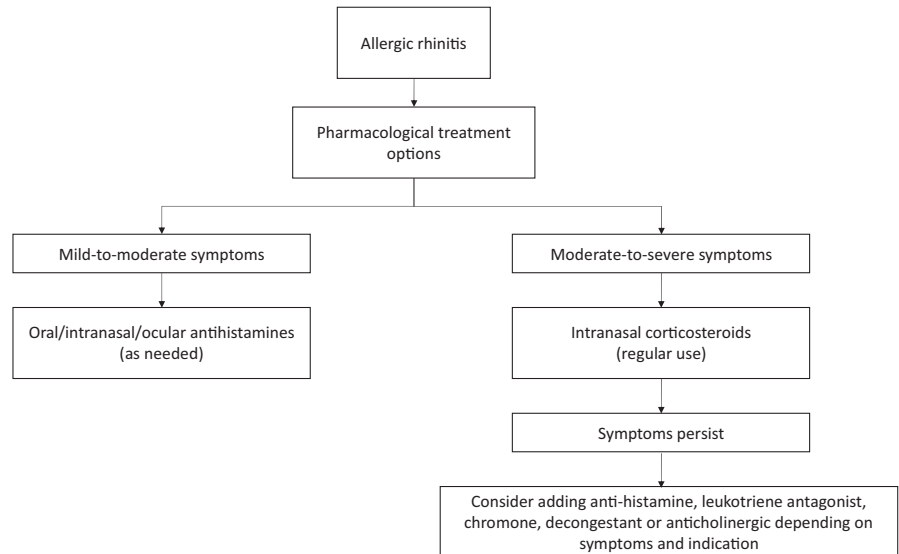 Allergic rhinitis
Pharmacological treatment
options
Mild-to-moderate symptoms
Oral/intranasal/ocular antihistamines
(as needed)
Moderate-to-severe symptoms
Intranasal corticosteroids
(regular use)
Symptoms persist
Consider adding anti-histamine, leukotriene antagonist,
chromone, decongestant or anticholinergic depending on
symptoms and indication